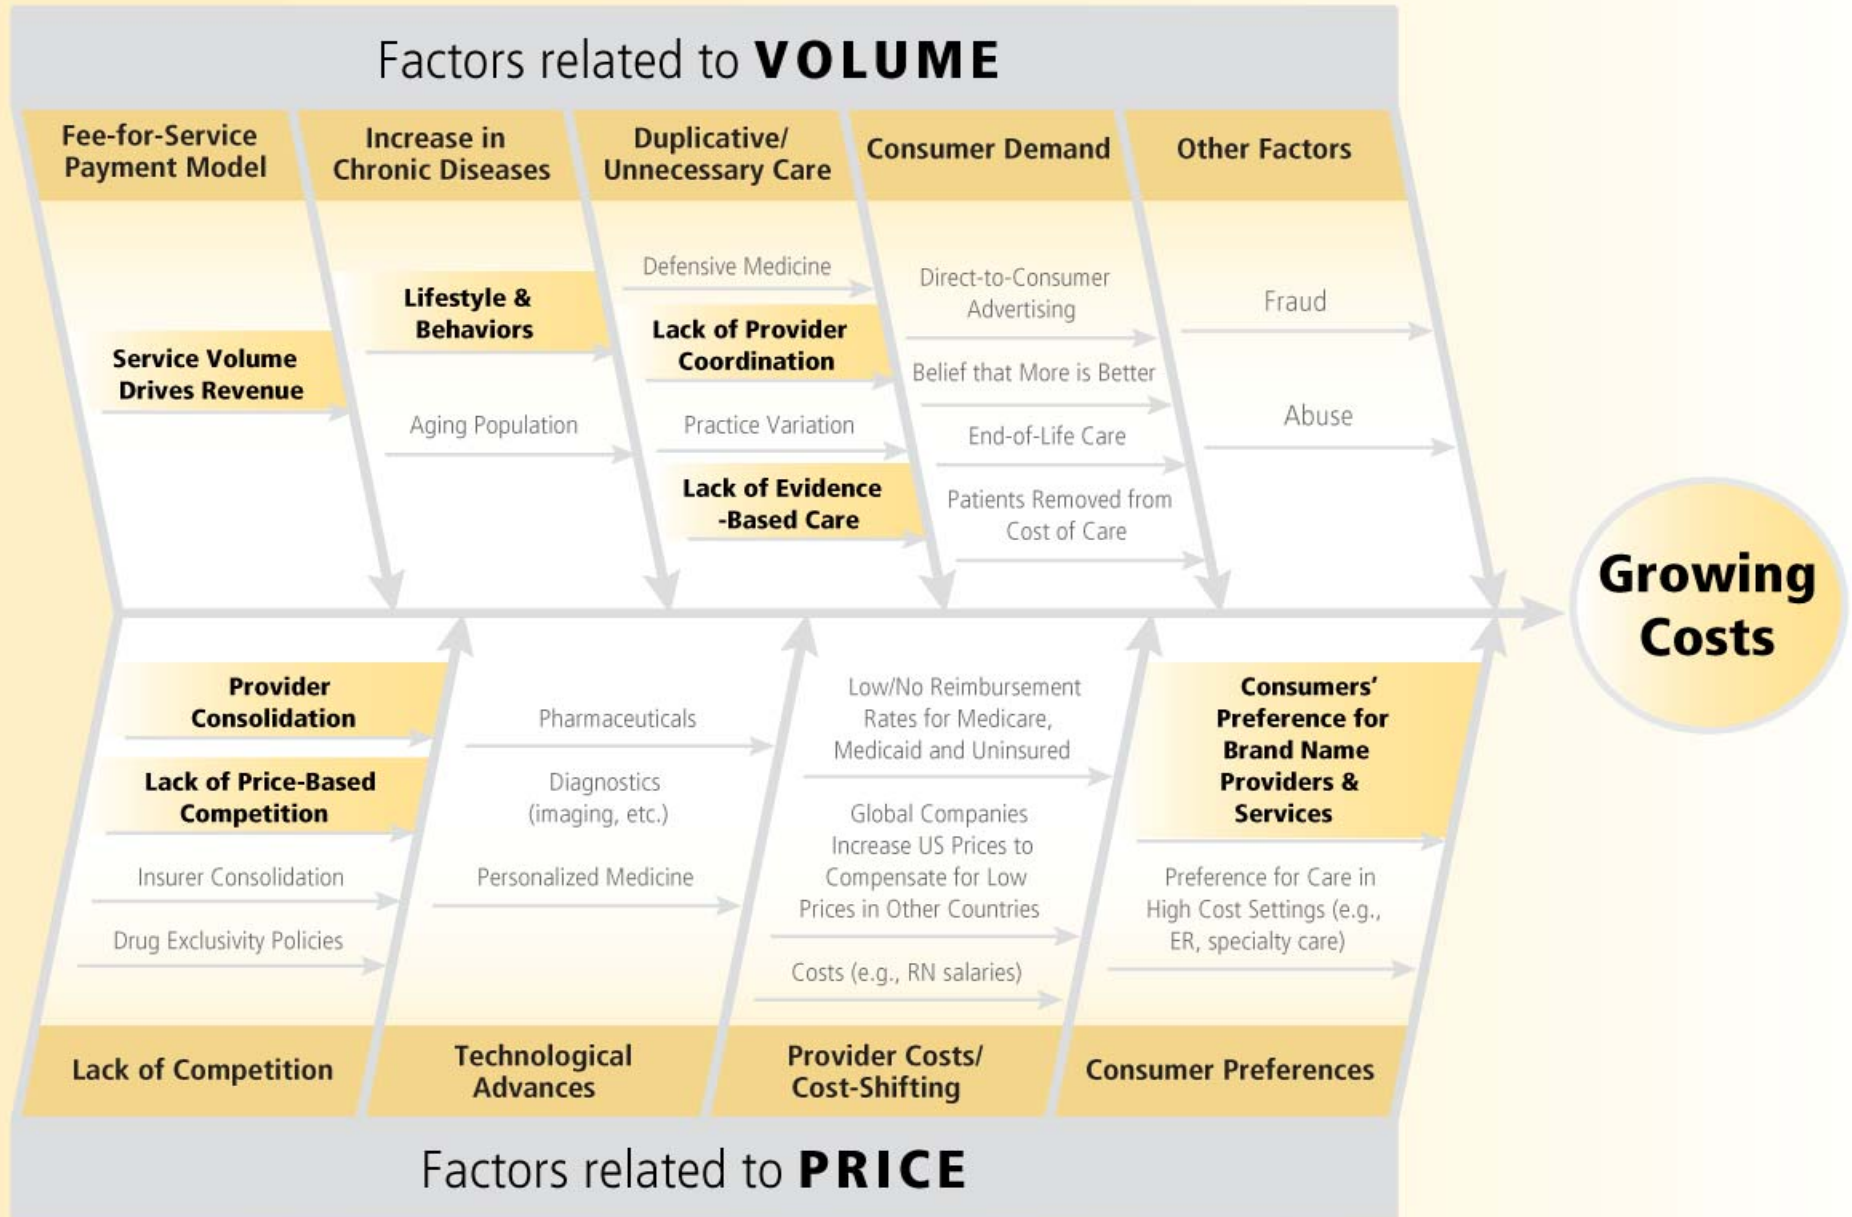 Factors related to VOLUME
Fee-for-Service
Payment Model
Increase in
Chronic Diseases
Duplicative/
Unnecessary Care
Consumer Demand
Other Factors
Service Volume
Drives Revenue
Lifestyle &
Behaviors
Aging Population
Defensive Medicine
Lack of Provider
Coordination
Practice Variation
Lack of Evidence
-Based Care
Direct-to-Consumer
Advertising
Belief that More is Better
End-of-Life Care
Patients Removed from
Cost of Care
Fraud
Abuse
Growing
Costs
Provider
Consolidation
Lack of Price-Based
Competition
Insurer Consolidation
Drug Exclusivity Policies
Pharmaceuticals
Diagnostics
(imaging, etc.)
Personalized Medicine
Low/No Reimbursement
Rates for Medicare,
Medicaid and Uninsured
Global Companies
Increase US Prices to
Compensate for Low
Prices in Other Countries
Costs (e.g., RN salaries)
Consumers’
Preference for
Brand Name
Providers &
Services
Preference for Care in
High Cost Settings (e.g.,
ER, specialty care)
Lack of Competition
Technological
Advances
Provider Costs/
Cost-Shifting
Consumer Preferences
Factors related to PRICE